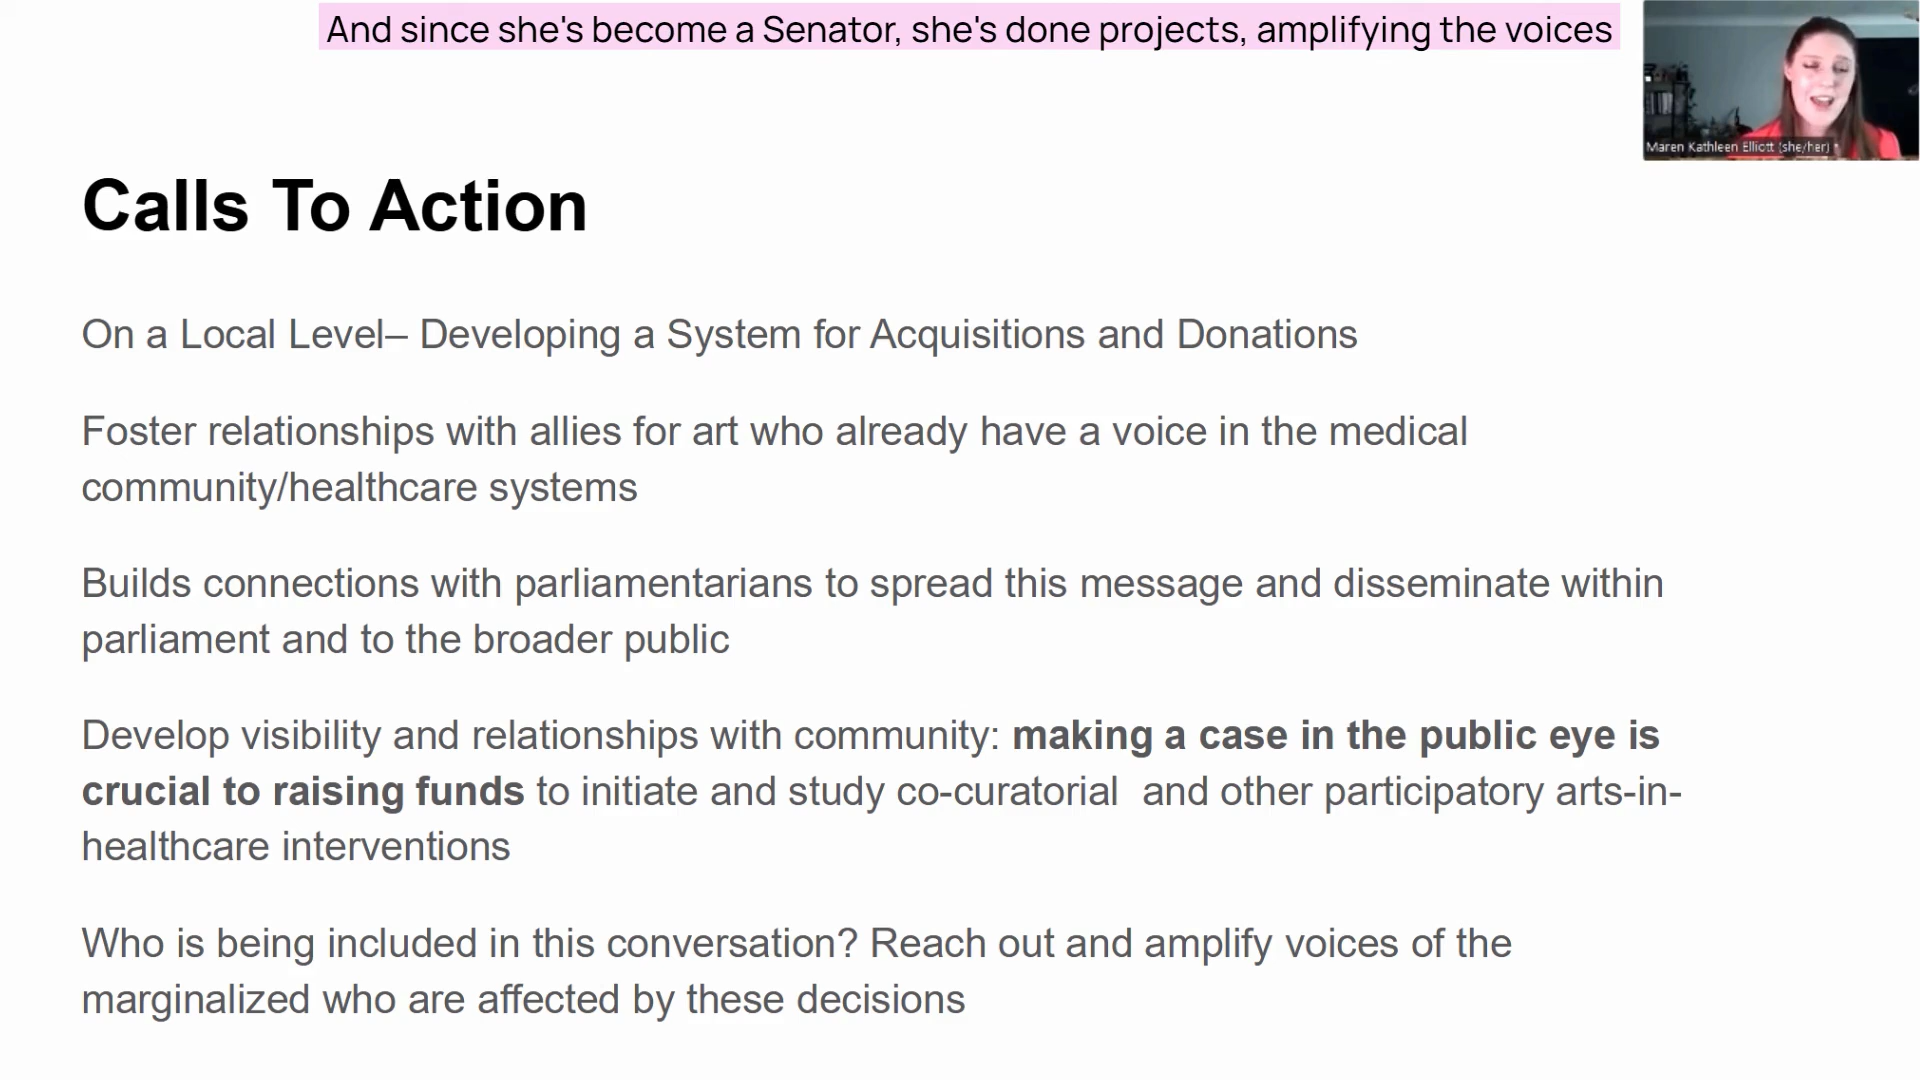 And since she's become a Senator, she's done projects, amplifying the voices
Maren Kathleen Elliott (she/her)
Calls To Action
On a Local Level– Developing a System for Acquisitions and Donations
Foster relationships with allies for art who already have a voice in the medical
community/healthcare systems
Builds connections with parliamentarians to spread this message and disseminate within
parliament and to the broader public
Develop visibility and relationships with community: making a case in the public eye is
crucial to raising funds to initiate and study co-curatorial  and other participatory arts-in-
healthcare interventions
Who is being included in this conversation? Reach out and amplify voices of the
marginalized who are affected by these decisions